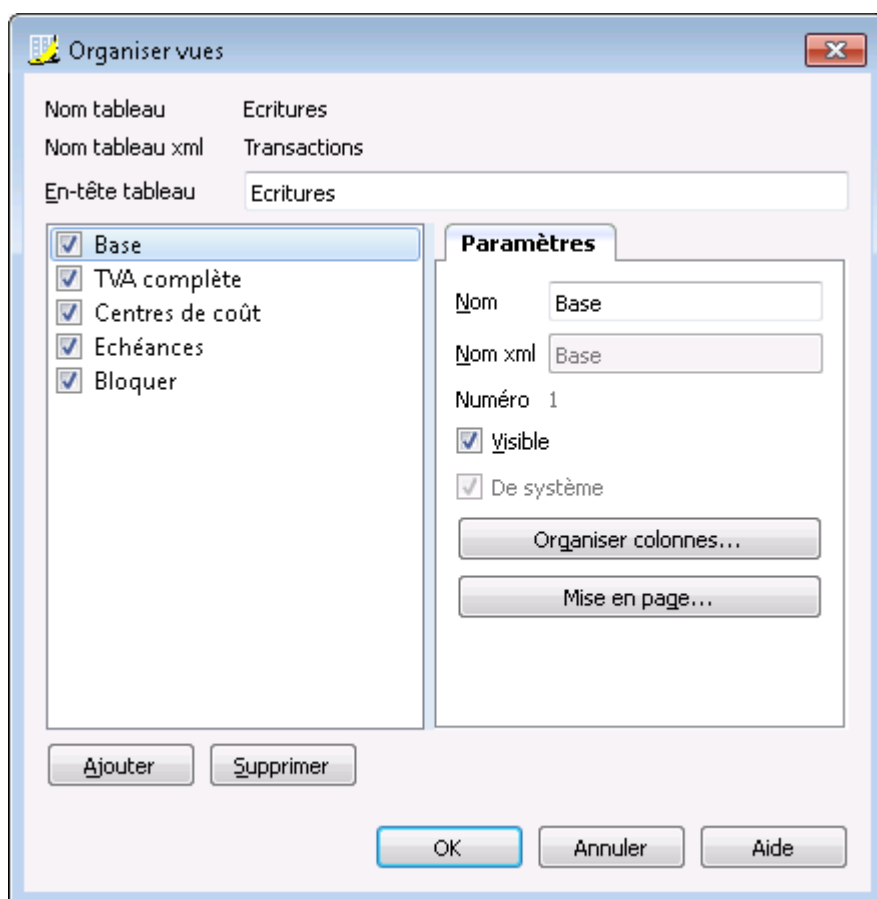 Organiser vues
Nom tableau Ecritures
Nom tableau xml Transactions
En-tête tableau Ecritures
Base
TVA complète
Centres de coût
Echéances
Bloquer
Paramètres
Nom Base
Nom xml Base
Numéro 1
Visible
De système
Organiser colonnes...
Mise en page...
Ajouter Supprimer
OK Annuler Aide